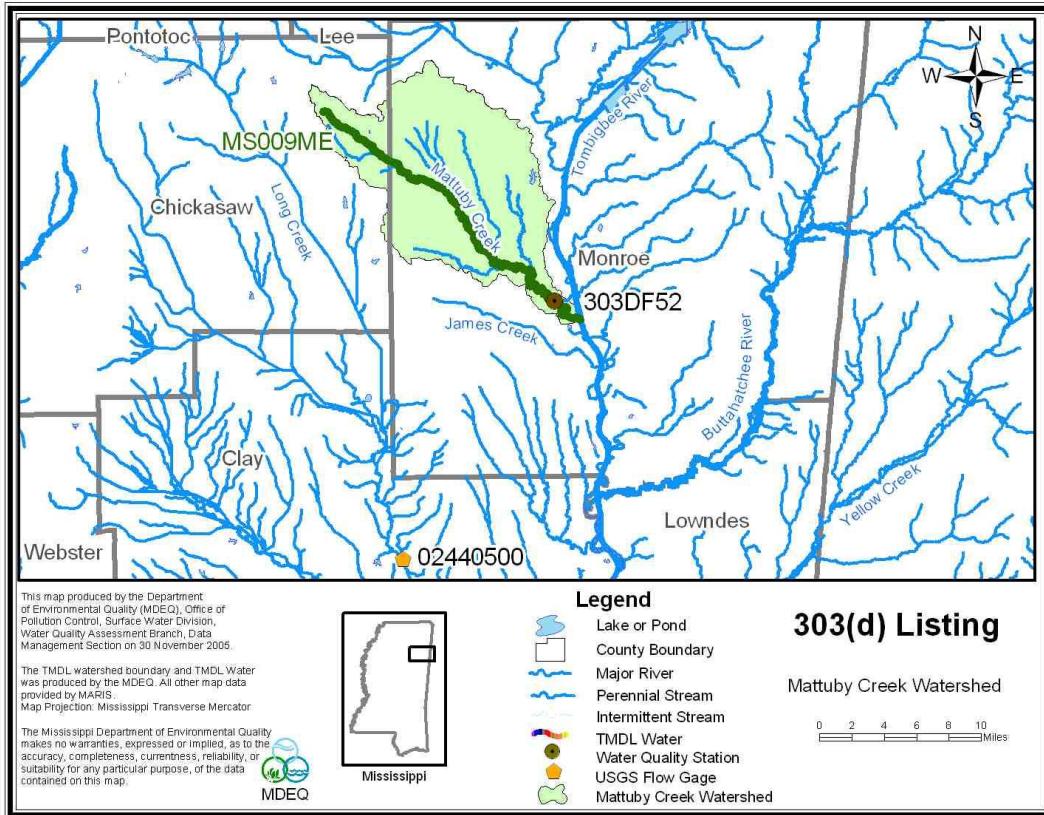 Pontotoc
Lee
N
W
E
S
Tombigbee River
MS009ME
Mattuby Creek
Chickasaw
Long Creek
Monroe
303DF52
James Creek
Buttahatchee River
Clay
Yellow Creek
Lowndes
Webster
02440500
This map produced by the Department
of Environmental Quality (MDEQ), Office of
Pollution Control, Surface Water Division,
Water Quality Assessment Branch, Data
Management Section on 30 November 2005.
The TMDL watershed boundary and TMDL Water
was produced by the MDEQ. All other map data
provided by MARIS.
Map Projection: Mississippi Transverse Mercator
The Mississippi Department of Environmental Quality
makes no warranties, expressed or implied, as to the
accuracy, completeness, currentness, reliability, or
suitability for any particular purpose, of the data
contained on this map.
MDEQ
Mississippi
Legend
Lake or Pond
County Boundary
Major River
Perennial Stream
Intermittent Stream
TMDL Water
Water Quality Station
USGS Flow Gage
Mattuby Creek Watershed
303(d) Listing
Mattuby Creek Watershed
0 2 4 6 8 10
Miles